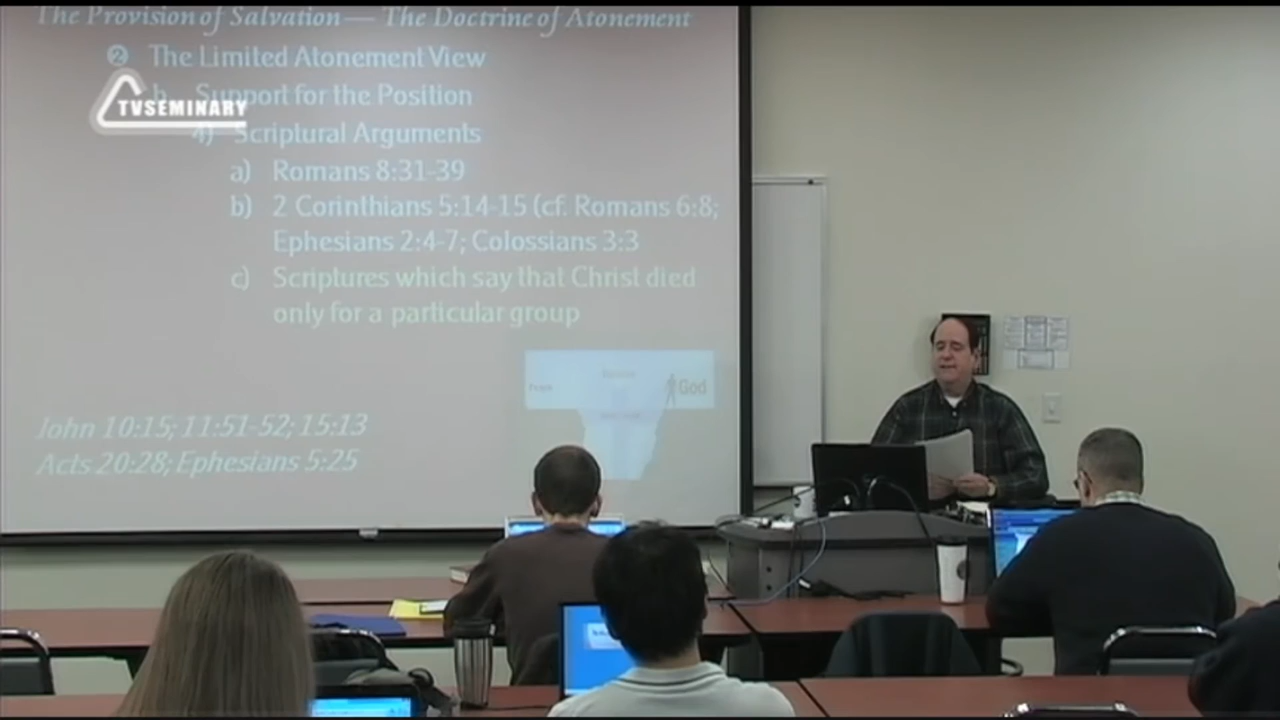 The Provision of Salvation — The Doctrine of Atonement
② The Limited Atonement View
b. Support for the Position
TVSEMINARY
4) Scriptural Arguments
a) Romans 8:31-39
b) 2 Corinthians 5:14-15 (cf. Romans 6:8;
Ephesians 2:4-7; Colossians 3:3
c) Scriptures which say that Christ died
only for a particular group
God
John 10:15; 11:51-52; 15:13
Acts 20:28; Ephesians 5:25